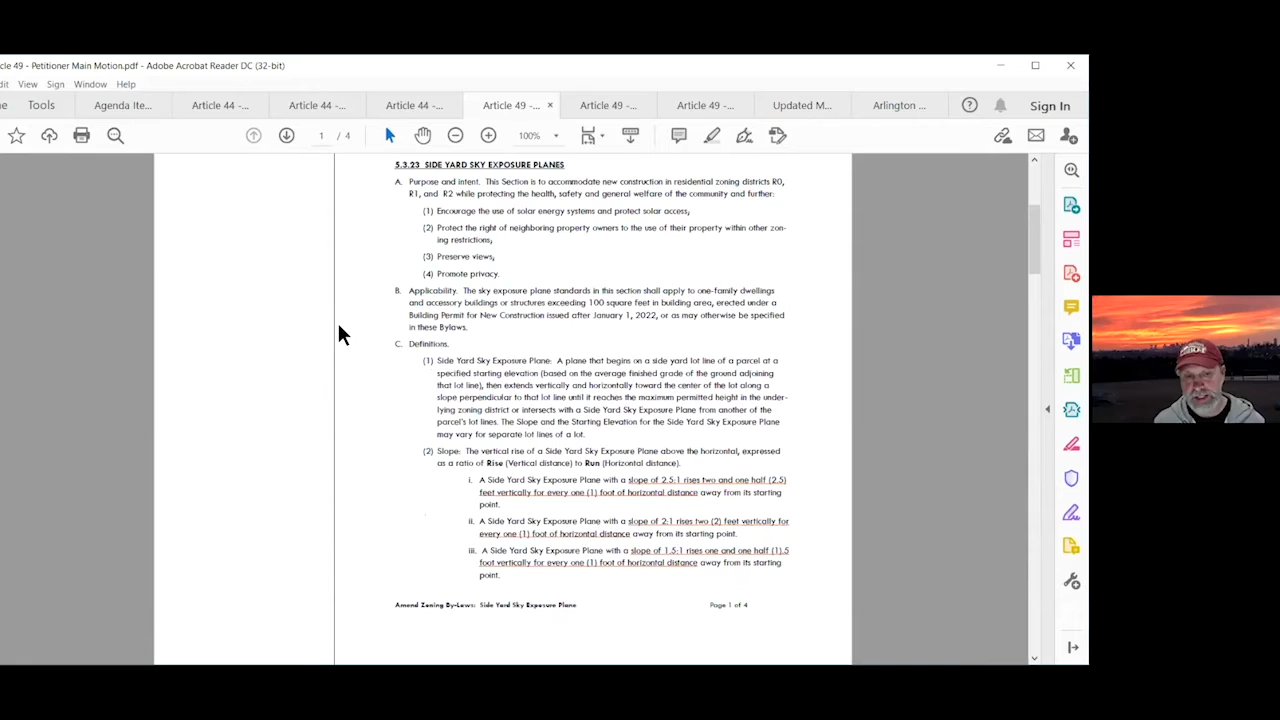 cle 49 - Petitioner Main Motion.pdf - Adobe Acrobat Reader DC (32-bit)
dit View Sign Window Help
ne Tools Agenda Ite... Article 44 -... Article 44 -... Article 44 -... Article 49 -... × Article 49 -... Article 49 -... Updated M... Arlington ... Sign In
1 / 4 100%
5.3.23 SIDE YARD SKY EXPOSURE PLANES
A. Purpose and intent. This Section is to accommodate new construction in residential zoning districts R0,
R1, and R2 while protecting the health, safety and general welfare of the community and further:
(1) Encourage the use of solar energy systems and protect solar access;
(2) Protect the right of neighboring property owners to the use of their property within other zon-
ing restrictions;
(3) Preserve views;
(4) Promote privacy.
B. Applicability. The sky exposure plane standards in this section shall apply to one-family dwellings
and accessory buildings or structures exceeding 100 square feet in building area, erected under a
Building Permit for New Construction issued after January 1, 2022, or as may otherwise be specified
in these Bylaws.
C. Definitions.
(1) Side Yard Sky Exposure Plane: A plane that begins on a side yard lot line of a parcel at a
specified starting elevation (based on the average finished grade of the ground adjoining
that lot line), then extends vertically and horizontally toward the center of the lot along a
slope perpendicular to that lot line until it reaches the maximum permitted height in the under-
lying zoning district or intersects with a Side Yard Sky Exposure Plane from another of the
parcel's lot lines. The Slope and the Starting Elevation for the Side Yard Sky Exposure Plane
may vary for separate lot lines of a lot.
(2) Slope: The vertical rise of a Side Yard Sky Exposure Plane above the horizontal, expressed
as a ratio of Rise (Vertical distance) to Run (Horizontal distance).
i. A Side Yard Sky Exposure Plane with a slope of 2.5:1 rises two and one half (2.5)
feet vertically for every one (1) foot of horizontal distance away from its starting
point.
ii. A Side Yard Sky Exposure Plane with a slope of 2:1 rises two (2) feet vertically for
every one (1) foot of horizontal distance away from its starting point.
iii. A Side Yard Sky Exposure Plane with a slope of 1.5:1 rises one and one half (1).5
foot vertically for every one (1) foot of horizontal distance away from its starting
point.
Amend Zoning By-Laws: Side Yard Sky Exposure Plane Page 1 of 4